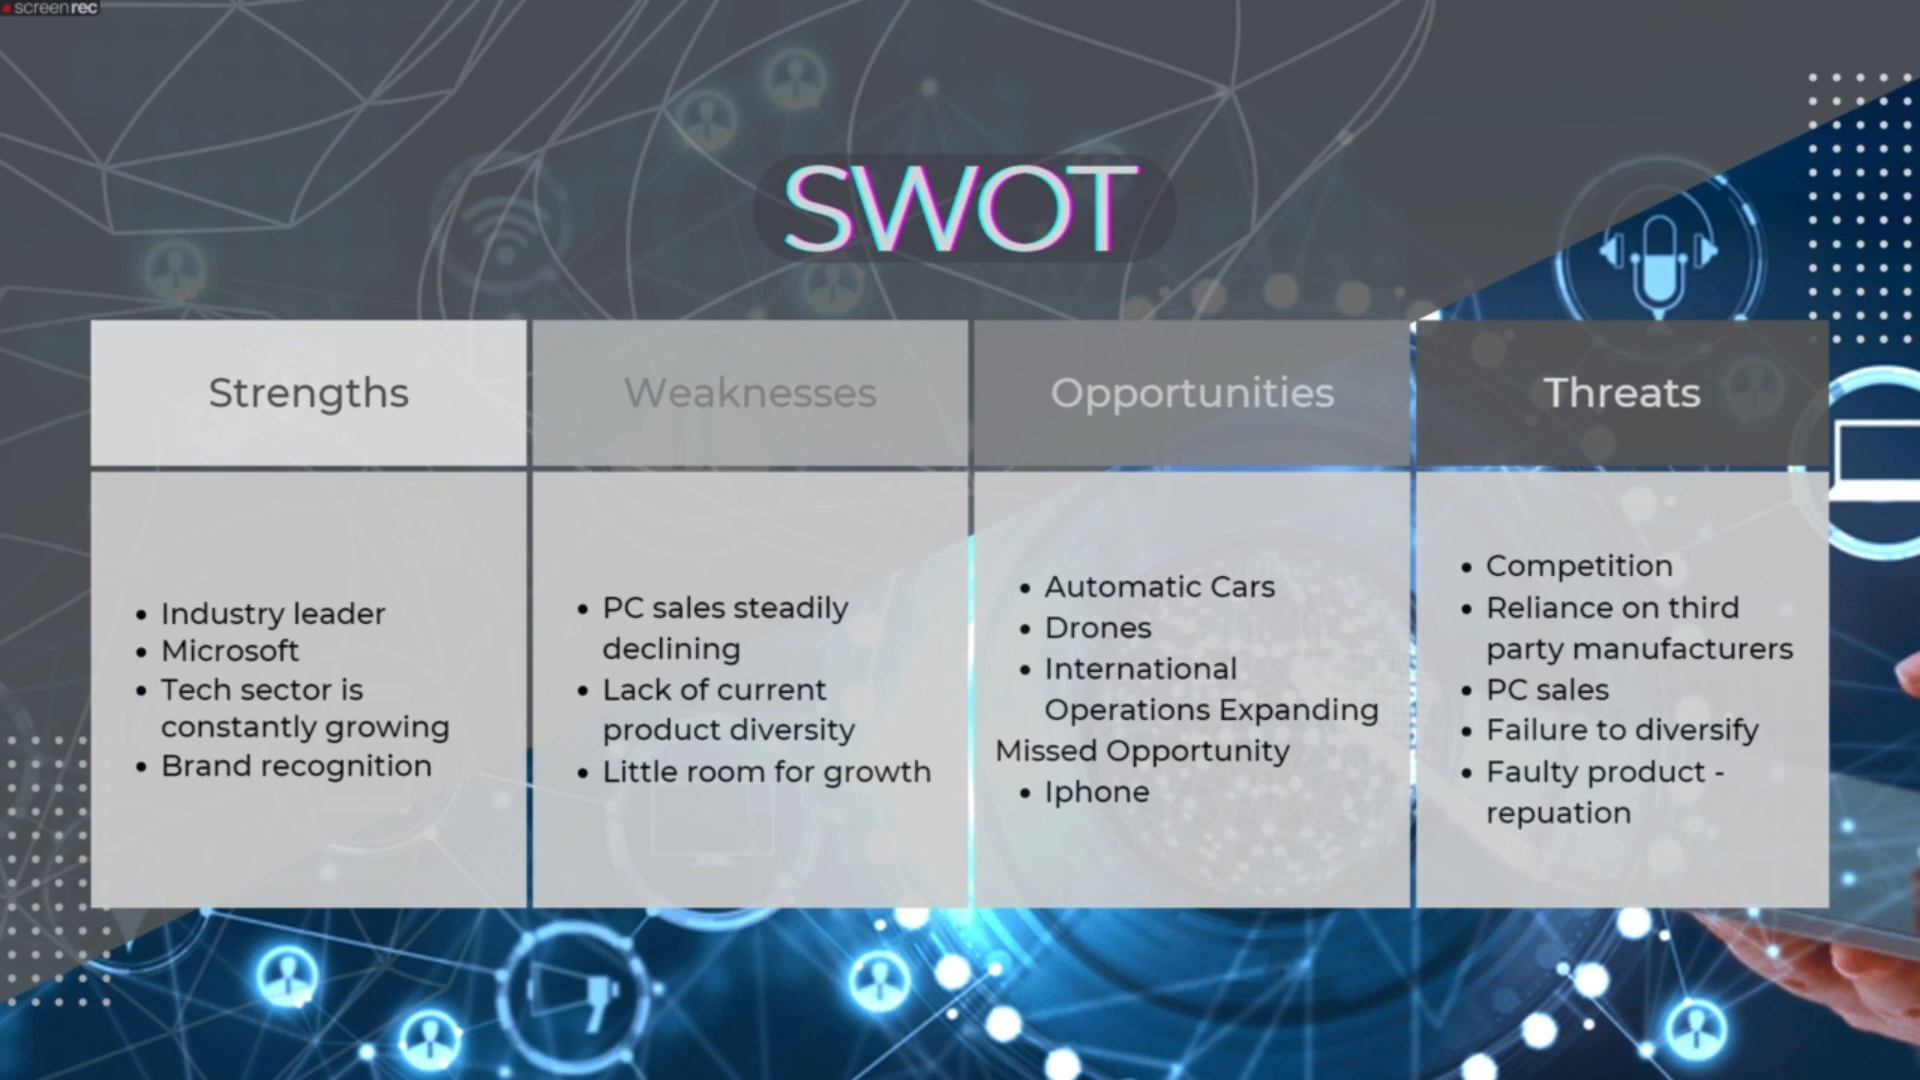 screenrec
SWOT
Strengths
Weaknesses
Opportunities
Threats
• Industry leader
• Microsoft
• Tech sector is
constantly growing
• Brand recognition
• PC sales steadily
declining
• Lack of current
product diversity
• Little room for growth
• Automatic Cars
• Drones
• International
Operations Expanding
Missed Opportunity
• Iphone
• Competition
• Reliance on third
party manufacturers
• PC sales
• Failure to diversify
• Faulty product -
repuation